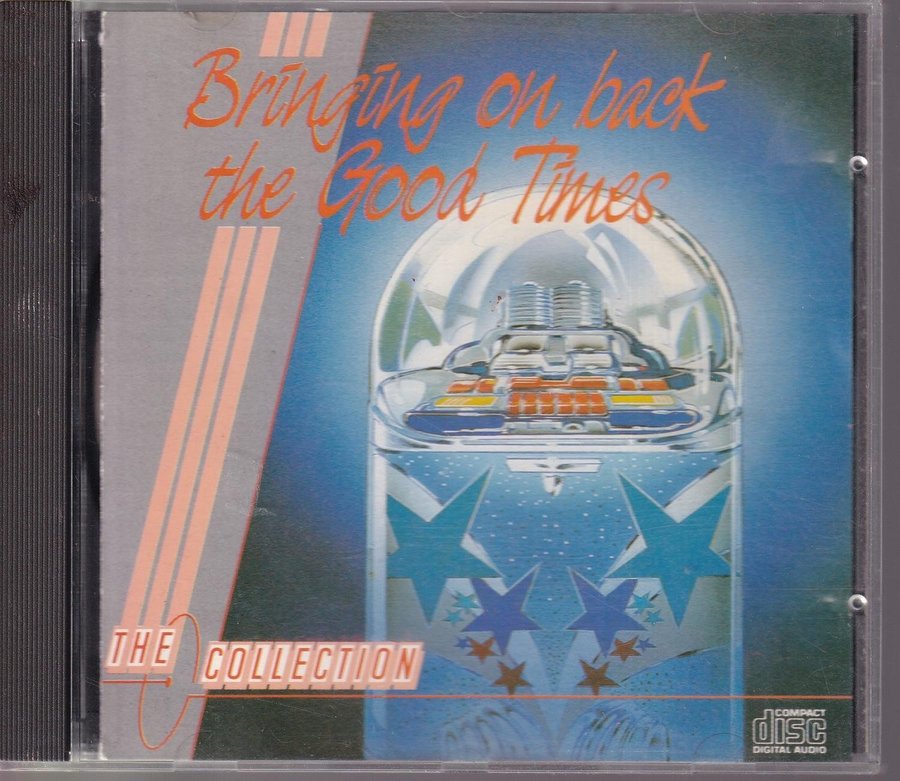 Bringing on back
the Good Times
THE COLLECTION
COMPACT
disc
DIGITAL AUDIO